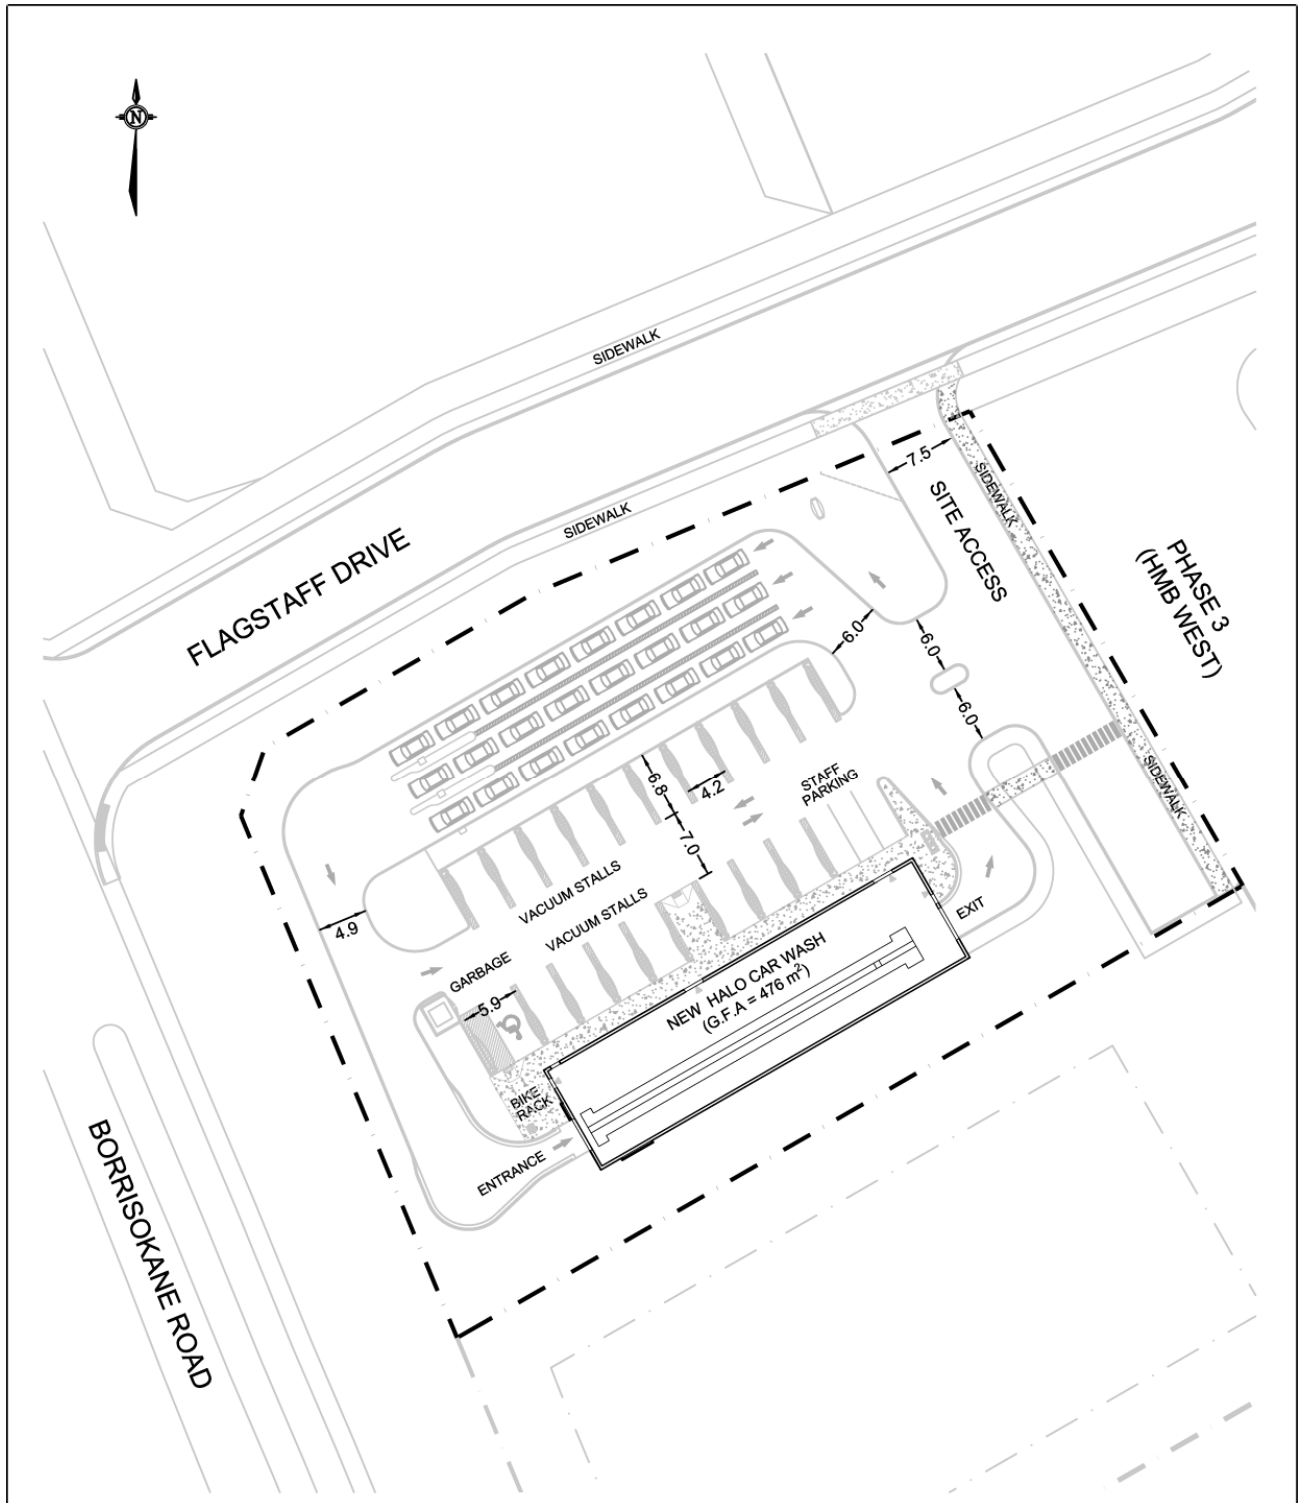 N
SIDEWALK
7.5
SIDEWALK
SIDEWALK
SITE ACCESS
FLAGSTAFF DRIVE
PHASE 3
(HMB WEST)
6.0
6.0
6.0
SIDEWALK
6.8
4.2
STAFF
PARKING
7.0
VACUUM STALLS
VACUUM STALLS
4.9
EXIT
GARBAGE
5.9
NEW HALO CAR WASH
(G.F.A = 476 m²)
BIKE
RACK
ENTRANCE
BORRISOKANE ROAD